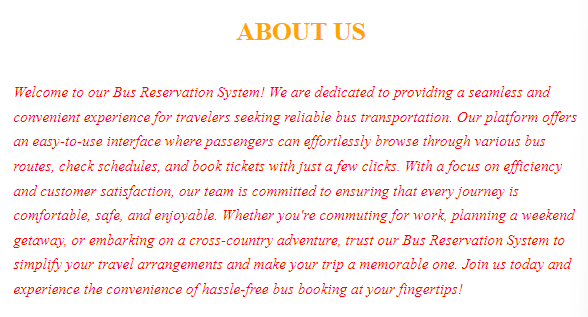 ABOUT US
Welcome to our Bus Reservation System! We are dedicated to providing a seamless and
convenient experience for travelers seeking reliable bus transportation. Our platform offers
an easy-to-use interface where passengers can effortlessly browse through various bus
routes, check schedules, and book tickets with just a few clicks. With a focus on efficiency
and customer satisfaction, our team is committed to ensuring that every journey is
comfortable, safe, and enjoyable. Whether you're commuting for work, planning a weekend
getaway, or embarking on a cross-country adventure, trust our Bus Reservation System to
simplify your travel arrangements and make your trip a memorable one. Join us today and
experience the convenience of hassle-free bus booking at your fingertips!